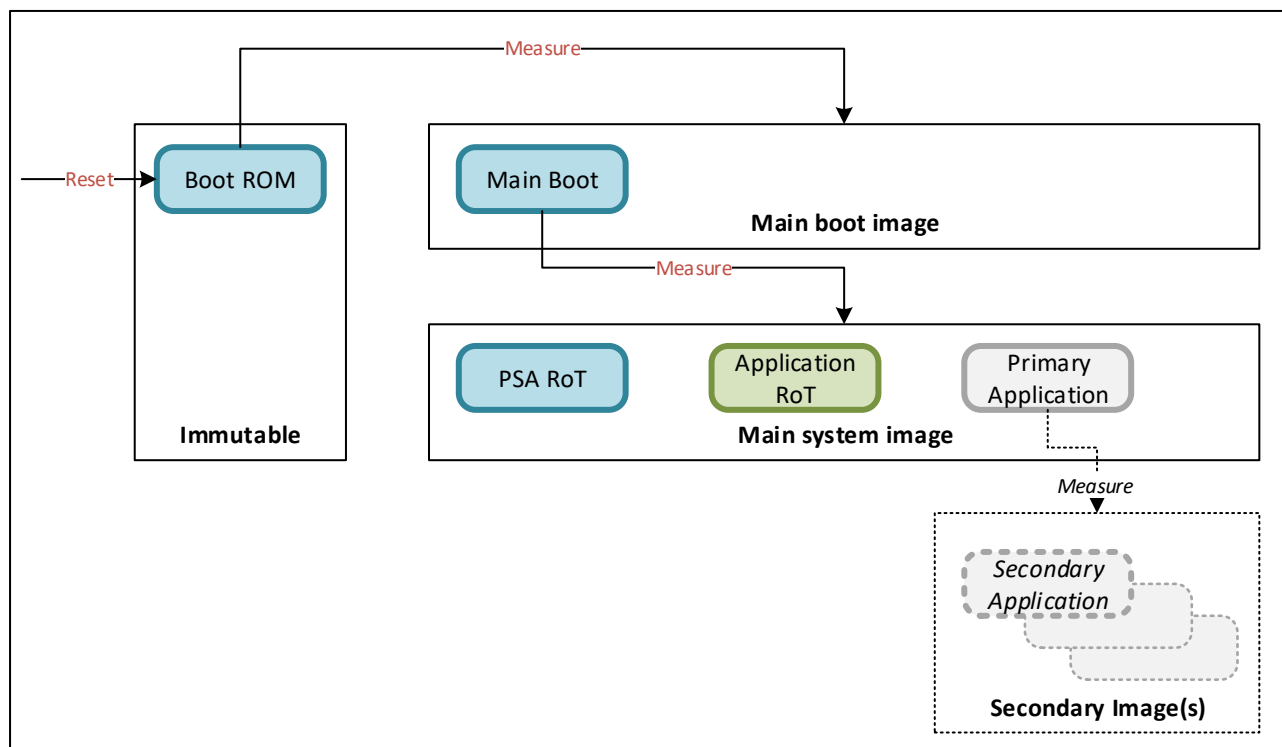 Measure
Reset
Boot ROM
Main Boot
Main boot image
Measure
PSA RoT
Application
RoT
Primary
Application
Immutable
Main system image
Measure
Secondary
Application
Secondary Image(s)